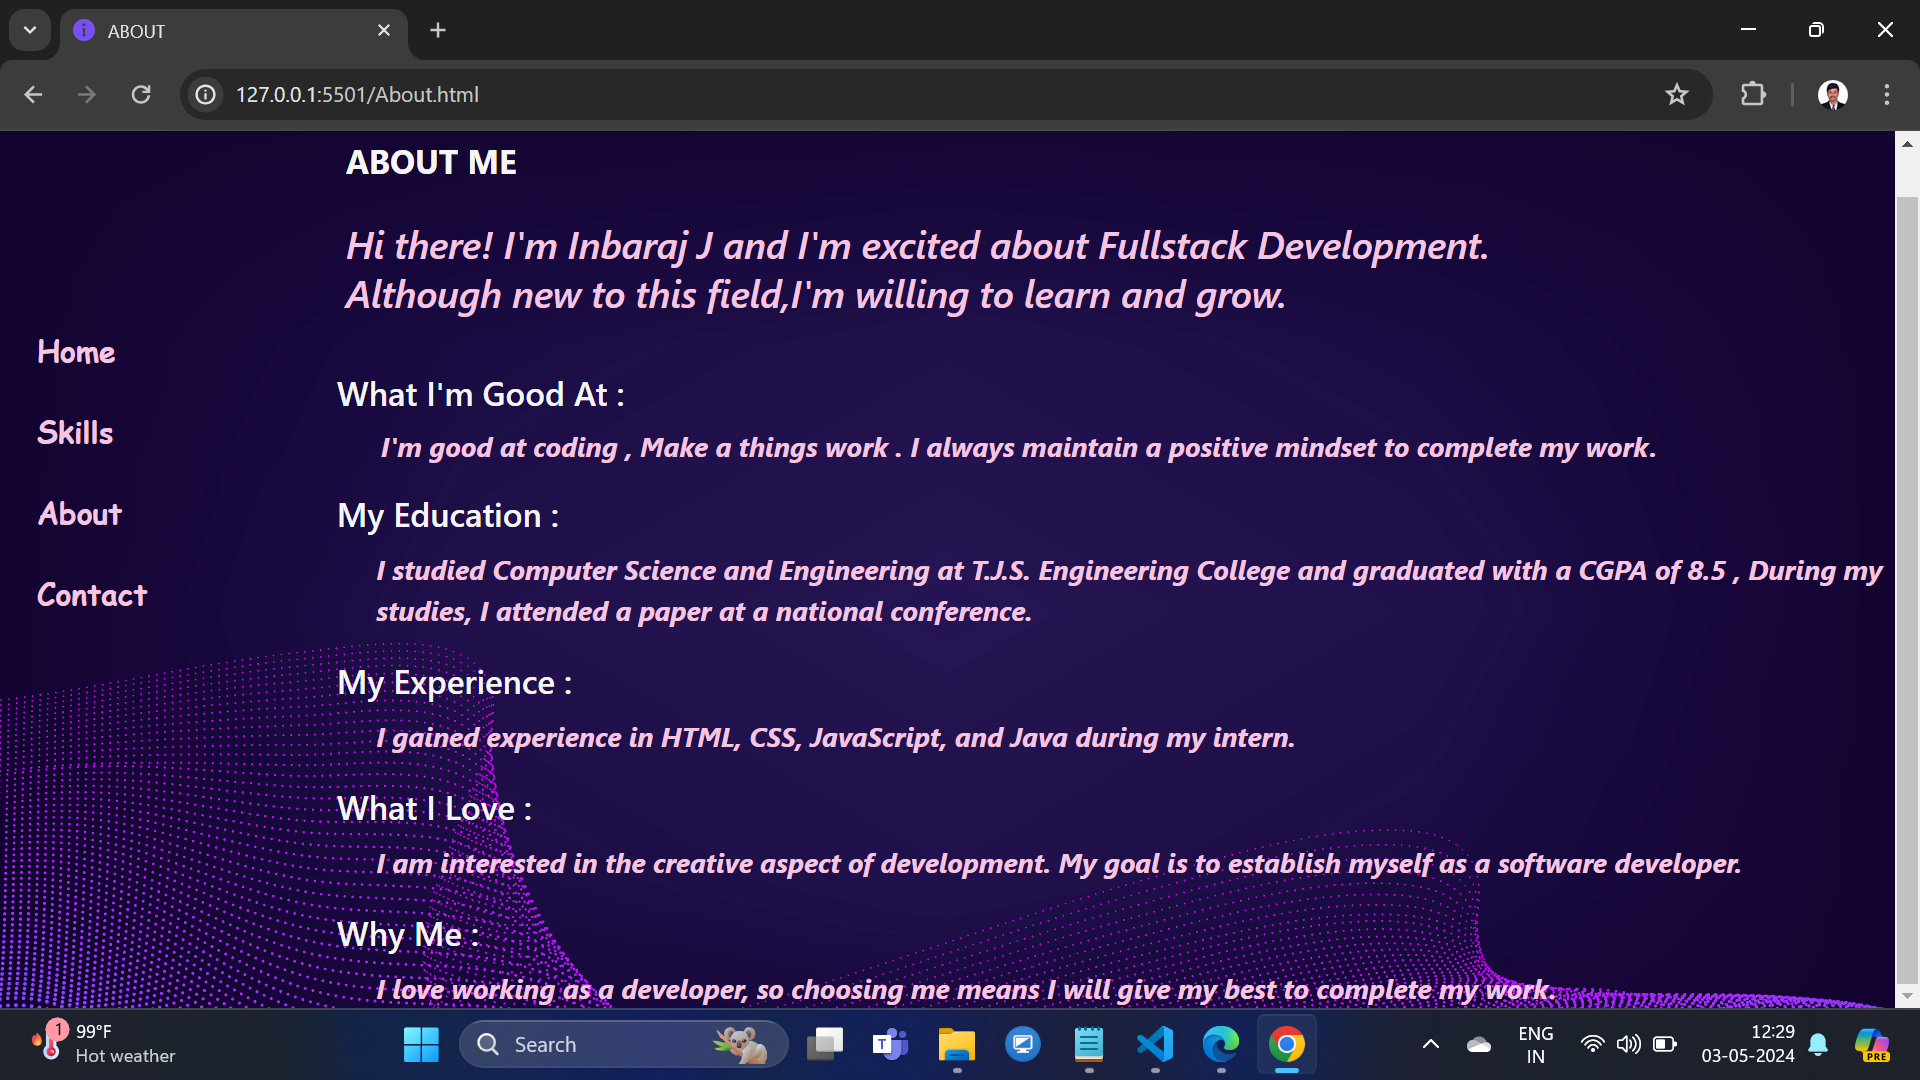 ABOUT
127.0.0.1:5501/About.html
ABOUT ME
Hi there! I'm Inbaraj J and I'm excited about Fullstack Development.
Although new to this field,I'm willing to learn and grow.
Home
Skills
About
Contact
What I'm Good At :
I'm good at coding , Make a things work . I always maintain a positive mindset to complete my work.
My Education :
I studied Computer Science and Engineering at T.J.S. Engineering College and graduated with a CGPA of 8.5 , During my
studies, I attended a paper at a national conference.
My Experience :
I gained experience in HTML, CSS, JavaScript, and Java during my intern.
What I Love :
I am interested in the creative aspect of development. My goal is to establish myself as a software developer.
Why Me :
I love working as a developer, so choosing me means I will give my best to complete my work.
1
99°F
Hot weather
Search
T
ENG
IN
12:29
03-05-2024
PRE